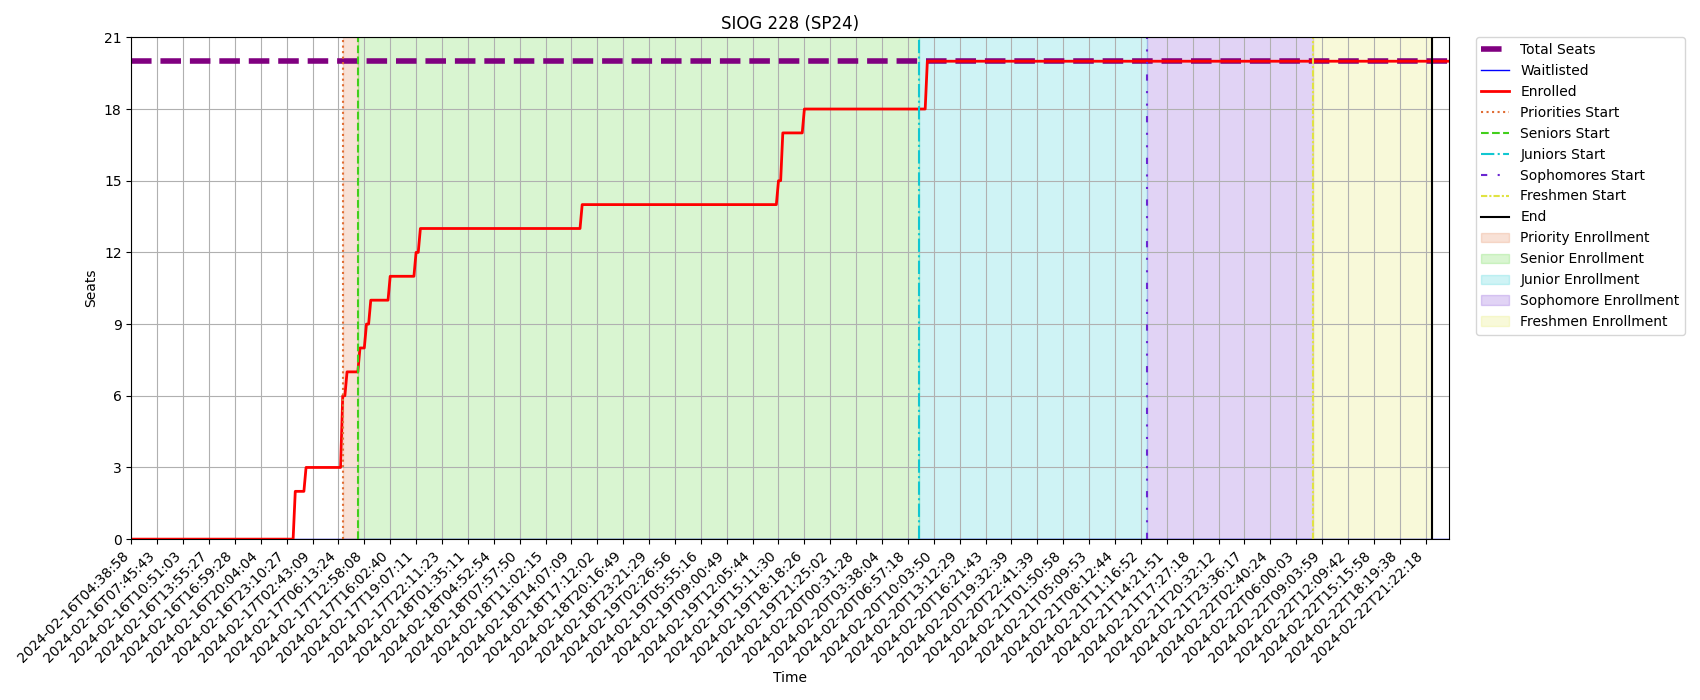 SIOG 228 (SP24)
21
18
15
12
9
6
3
0
Seats
2024-02-16T04:38:58
2024-02-16T07:45:43
2024-02-16T10:51:03
2024-02-16T13:55:27
2024-02-16T16:59:28
2024-02-16T20:04:04
2024-02-16T23:10:27
2024-02-17T02:43:09
2024-02-17T06:13:24
2024-02-17T12:58:08
2024-02-17T16:02:40
2024-02-17T19:07:11
2024-02-17T22:11:23
2024-02-18T01:35:11
2024-02-18T04:52:54
2024-02-18T07:57:50
2024-02-18T11:02:15
2024-02-18T14:07:09
2024-02-18T17:12:02
2024-02-18T20:16:49
2024-02-18T23:21:29
2024-02-19T02:26:56
2024-02-19T05:55:16
2024-02-19T09:00:49
2024-02-19T12:05:44
2024-02-19T15:11:30
2024-02-19T18:18:26
2024-02-19T21:25:02
2024-02-20T00:31:28
2024-02-20T03:38:04
2024-02-20T06:57:18
2024-02-20T10:03:50
2024-02-20T13:12:29
2024-02-20T16:21:43
2024-02-20T19:32:39
2024-02-20T22:41:39
2024-02-21T01:50:58
2024-02-21T05:09:53
2024-02-21T08:12:44
2024-02-21T11:16:52
2024-02-21T14:21:51
2024-02-21T17:27:18
2024-02-21T20:32:12
2024-02-21T23:36:17
2024-02-22T02:40:24
2024-02-22T06:00:03
2024-02-22T09:03:59
2024-02-22T12:09:42
2024-02-22T15:15:58
2024-02-22T18:19:38
2024-02-22T21:22:18
Time
Total Seats
Waitlisted
Enrolled
Priorities Start
Seniors Start
Juniors Start
Sophomores Start
Freshmen Start
End
Priority Enrollment
Senior Enrollment
Junior Enrollment
Sophomore Enrollment
Freshmen Enrollment